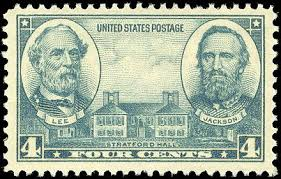 UNITED STATES POSTAGE
LEE
JACKSON
STRATFORD HALL
4 FOUR CENTS 4